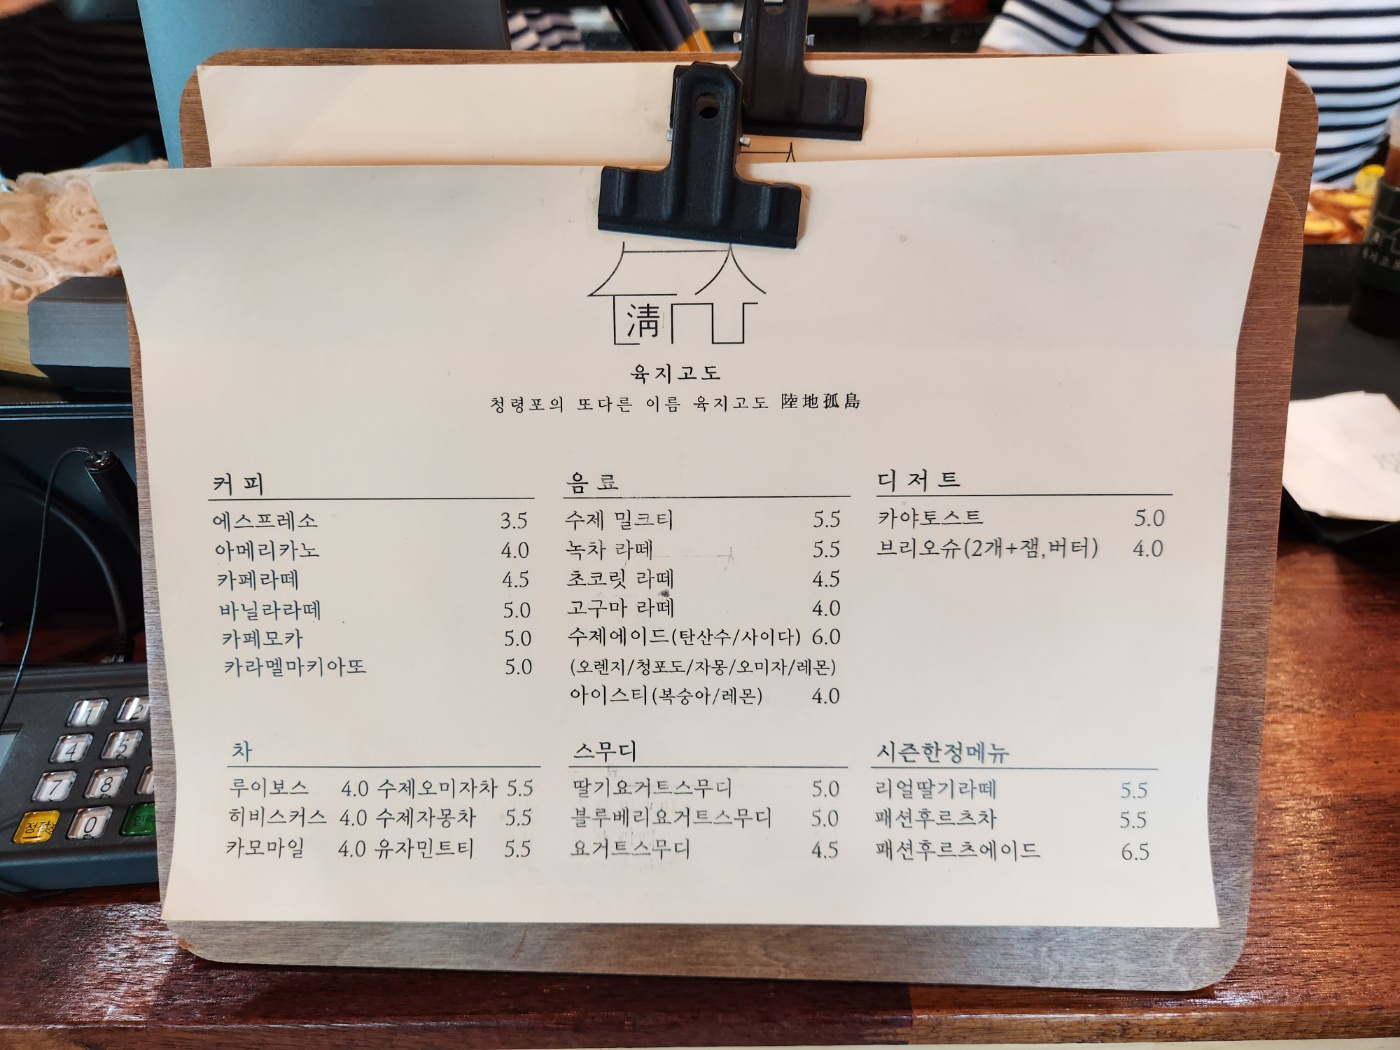 淸
육지고도
청령포의 또다른 이름 육지고도 陸地孤島
커피
에스프레소 3.5
아메리카노 4.0
카페라떼 4.5
바닐라라떼 5.0
카페모카 5.0
카라멜마키아또 5.0
음료
수제 밀크티 5.5
녹차 라떼 5.5
초코릿 라떼 4.5
고구마 라떼 4.0
수제에이드(탄산수/사이다) 6.0
(오렌지/청포도/자몽/오미자/레몬)
아이스티(복숭아/레몬) 4.0
디저트
카야토스트 5.0
브리오슈(2개+잼,버터) 4.0
차
루이보스 4.0 수제오미자차 5.5
히비스커스 4.0 수제자몽차 5.5
카모마일 4.0 유자민트티 5.5
스무디
딸기요거트스무디 5.0
블루베리요거트스무디 5.0
요거트스무디 4.5
시즌한정메뉴
리얼딸기라떼 5.5
패션후르츠차 5.5
패션후르츠에이드 6.5
1 2
4 5
7 8
0